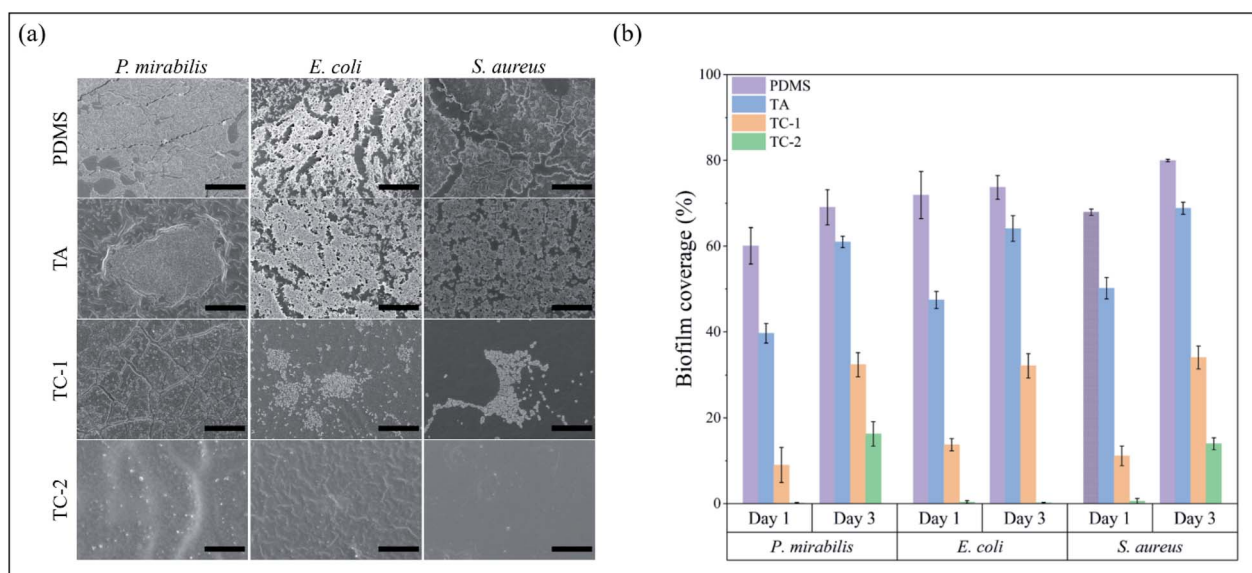 (a)
P. mirabilis E. coli S. aureus
PDMS
TA
TC-1
TC-2
(b)
Biofilm coverage (%)
100
80
60
40
20
0
PDMS
TA
TC-1
TC-2
Day 1 Day 3 Day 1 Day 3 Day 1 Day 3
P. mirabilis E. coli S. aureus